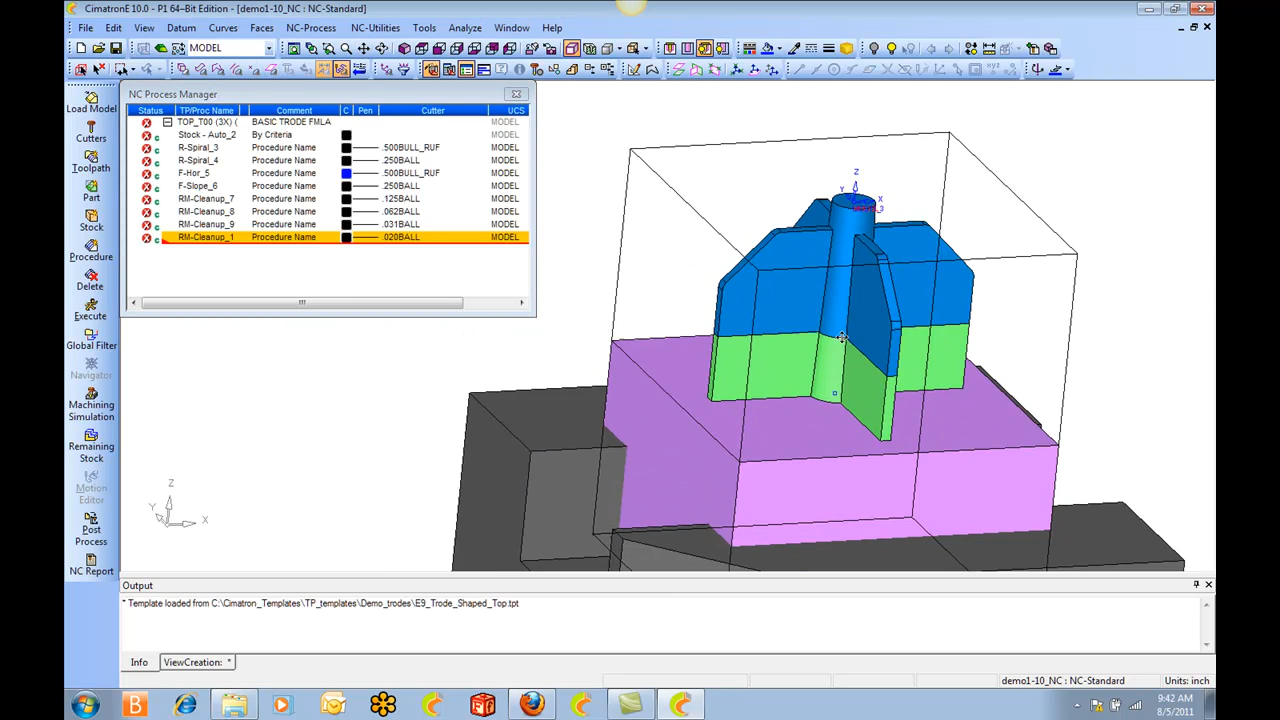 CimatronE 10.0 - P1 64-Bit Edition - [demo1-10_NC : NC-Standard]
File Edit View Datum Curves Faces NC-Process NC-Utilities Tools Analyze Window Help
MODEL
NC Process Manager
Status TP/Proc Name Comment C Pen Cutter UCS
TOP_T00 (3X) ( BASIC TRODE FMLA MODEL
Stock - Auto_2 By Criteria MODEL
R-Spiral_3 Procedure Name .500BULL_RUF MODEL
R-Spiral_4 Procedure Name .250BALL MODEL
F-Hor_5 Procedure Name .500BULL_RUF MODEL
F-Slope_6 Procedure Name .250BALL MODEL
RM-Cleanup_7 Procedure Name .125BALL MODEL
RM-Cleanup_8 Procedure Name .062BALL MODEL
RM-Cleanup_9 Procedure Name .031BALL MODEL
RM-Cleanup_1 Procedure Name .020BALL MODEL
Load Model
Cutters
Toolpath
Part
Stock
Procedure
Delete
Execute
Global Filter
Navigator
Machining
Simulation
Remaining
Stock
Motion
Editor
Post
Process
NC Report
Z
Y X
Z
Y
X
Output
* Template loaded from C:\Cimatron_Templates\TP_templates\Demo_trodes\E9_Trode_Shaped_Top.tpt
Info ViewCreation: *
demo1-10_NC : NC-Standard Units: inch
9:42 AM
8/5/2011